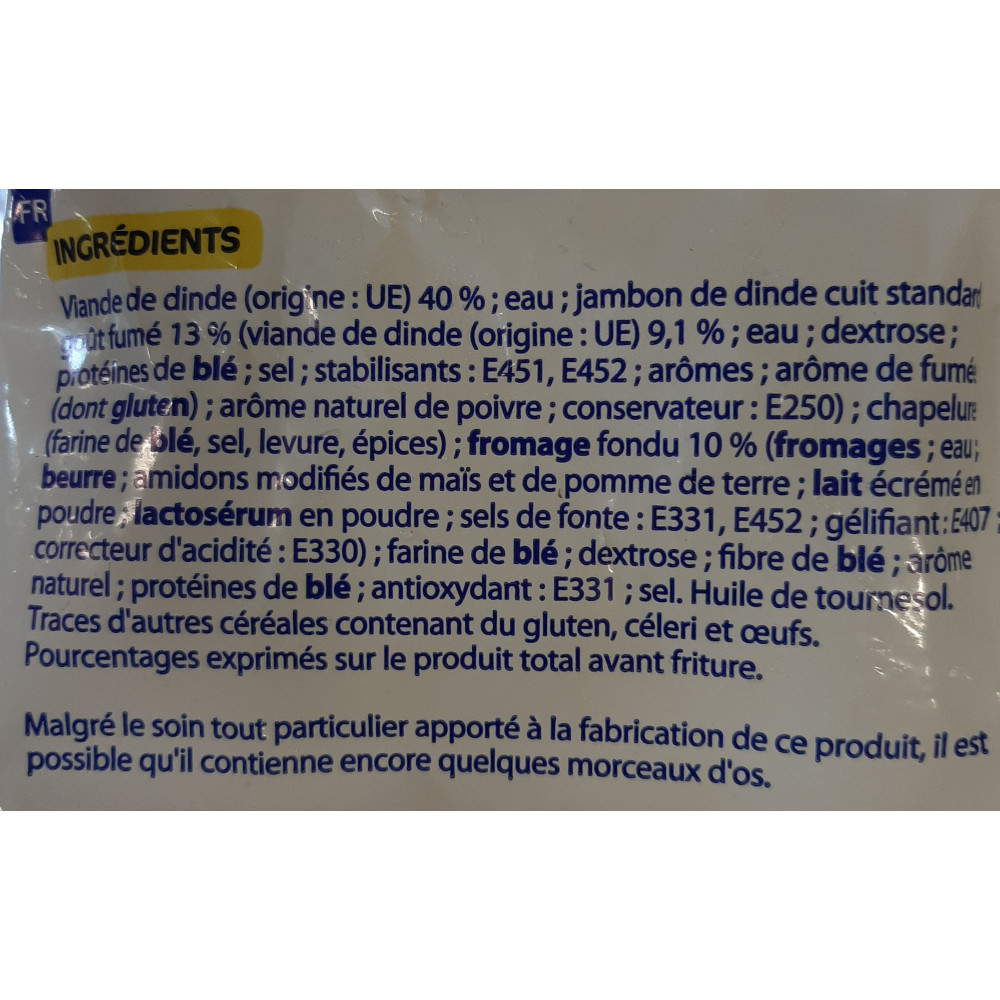 FR
INGRÉDIENTS
Viande de dinde (origine : UE) 40 % ; eau ; jambon de dinde cuit standard
goût fumé 13 % (viande de dinde (origine : UE) 9,1 % ; eau ; dextrose ;
protéines de blé ; sel ; stabilisants : E451, E452 ; arômes ; arôme de fumée
(dont gluten) ; arôme naturel de poivre ; conservateur : E250) ; chapelure
(farine de blé, sel, levure, épices) ; fromage fondu 10 % (fromages ; eau ;
beurre ; amidons modifiés de maïs et de pomme de terre ; lait écrémé en
poudre ; lactosérum en poudre ; sels de fonte : E331, E452 ; gélifiant : E407 ;
correcteur d'acidité : E330) ; farine de blé ; dextrose ; fibre de blé ; arôme
naturel ; protéines de blé ; antioxydant : E331 ; sel. Huile de tournesol.
Traces d'autres céréales contenant du gluten, céleri et œufs.
Pourcentages exprimés sur le produit total avant friture.
Malgré le soin tout particulier apporté à la fabrication de ce produit, il est
possible qu'il contienne encore quelques morceaux d'os.